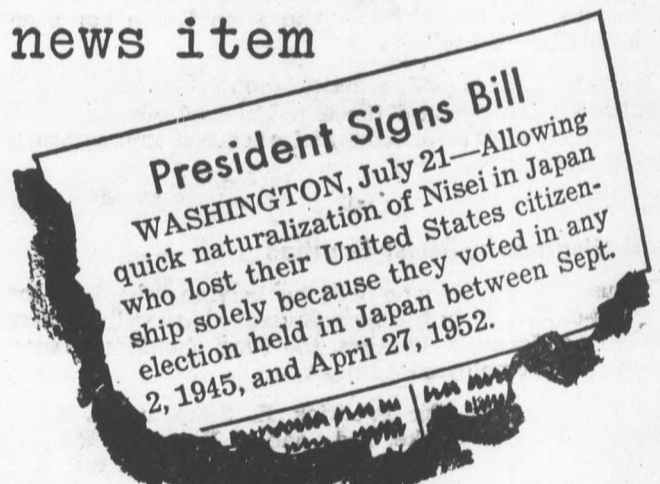 news item
President Signs Bill
WASHINGTON, July 21—Allowing
quick naturalization of Nisei in Japan
who lost their United States citizen-
ship solely because they voted in any
election held in Japan between Sept.
2, 1945, and April 27, 1952.